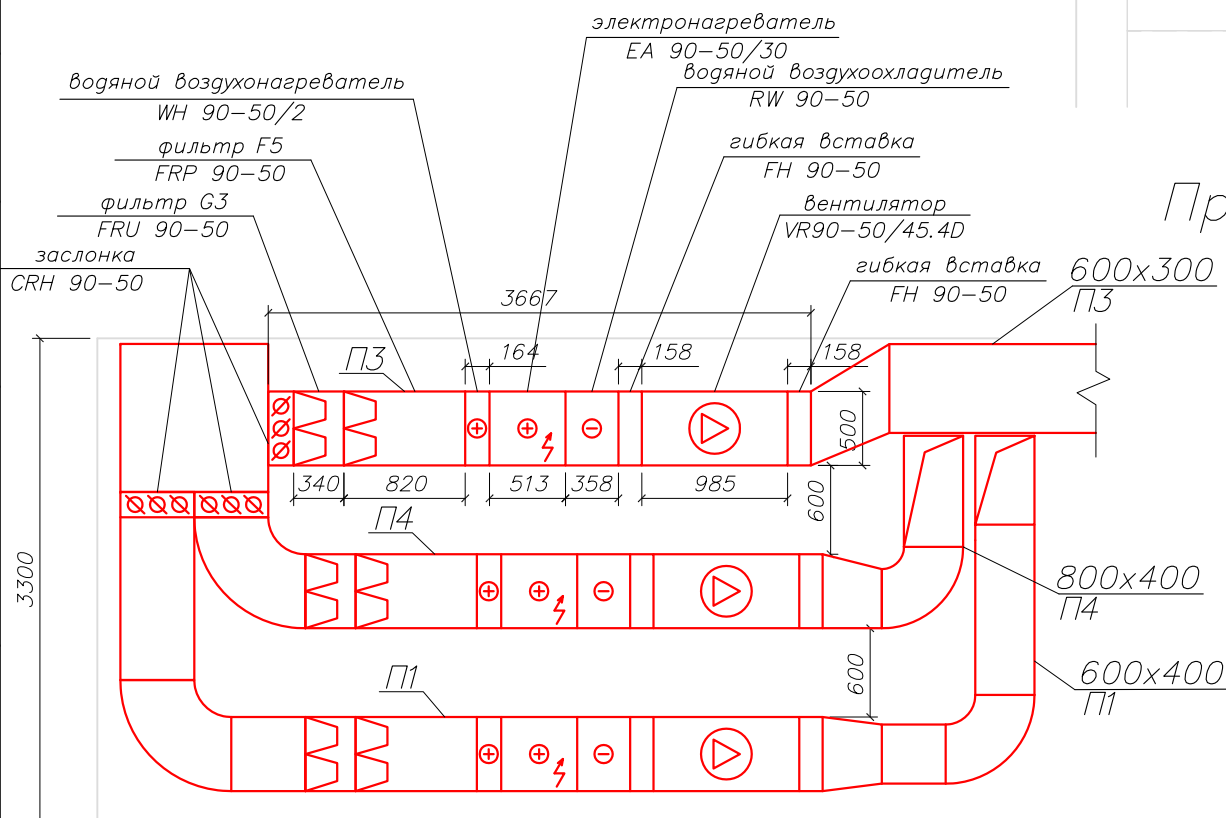 электронагреватель
EA 90-50/30
водяной воздухонагреватель
WH 90-50/2
водяной воздухоохладитель
RW 90-50
фильтр F5
FRP 90-50
гибкая вставка
FH 90-50
фильтр G3
FRU 90-50
вентилятор
VR90-50/45.4D
Пр
заслонка
CRH 90-50
гибкая вставка
FH 90-50
600x300
П3
3667
П3
164
158
158
500
340
820
513
358
985
600
П4
3300
800x400
П4
600
П1
600x400
П1